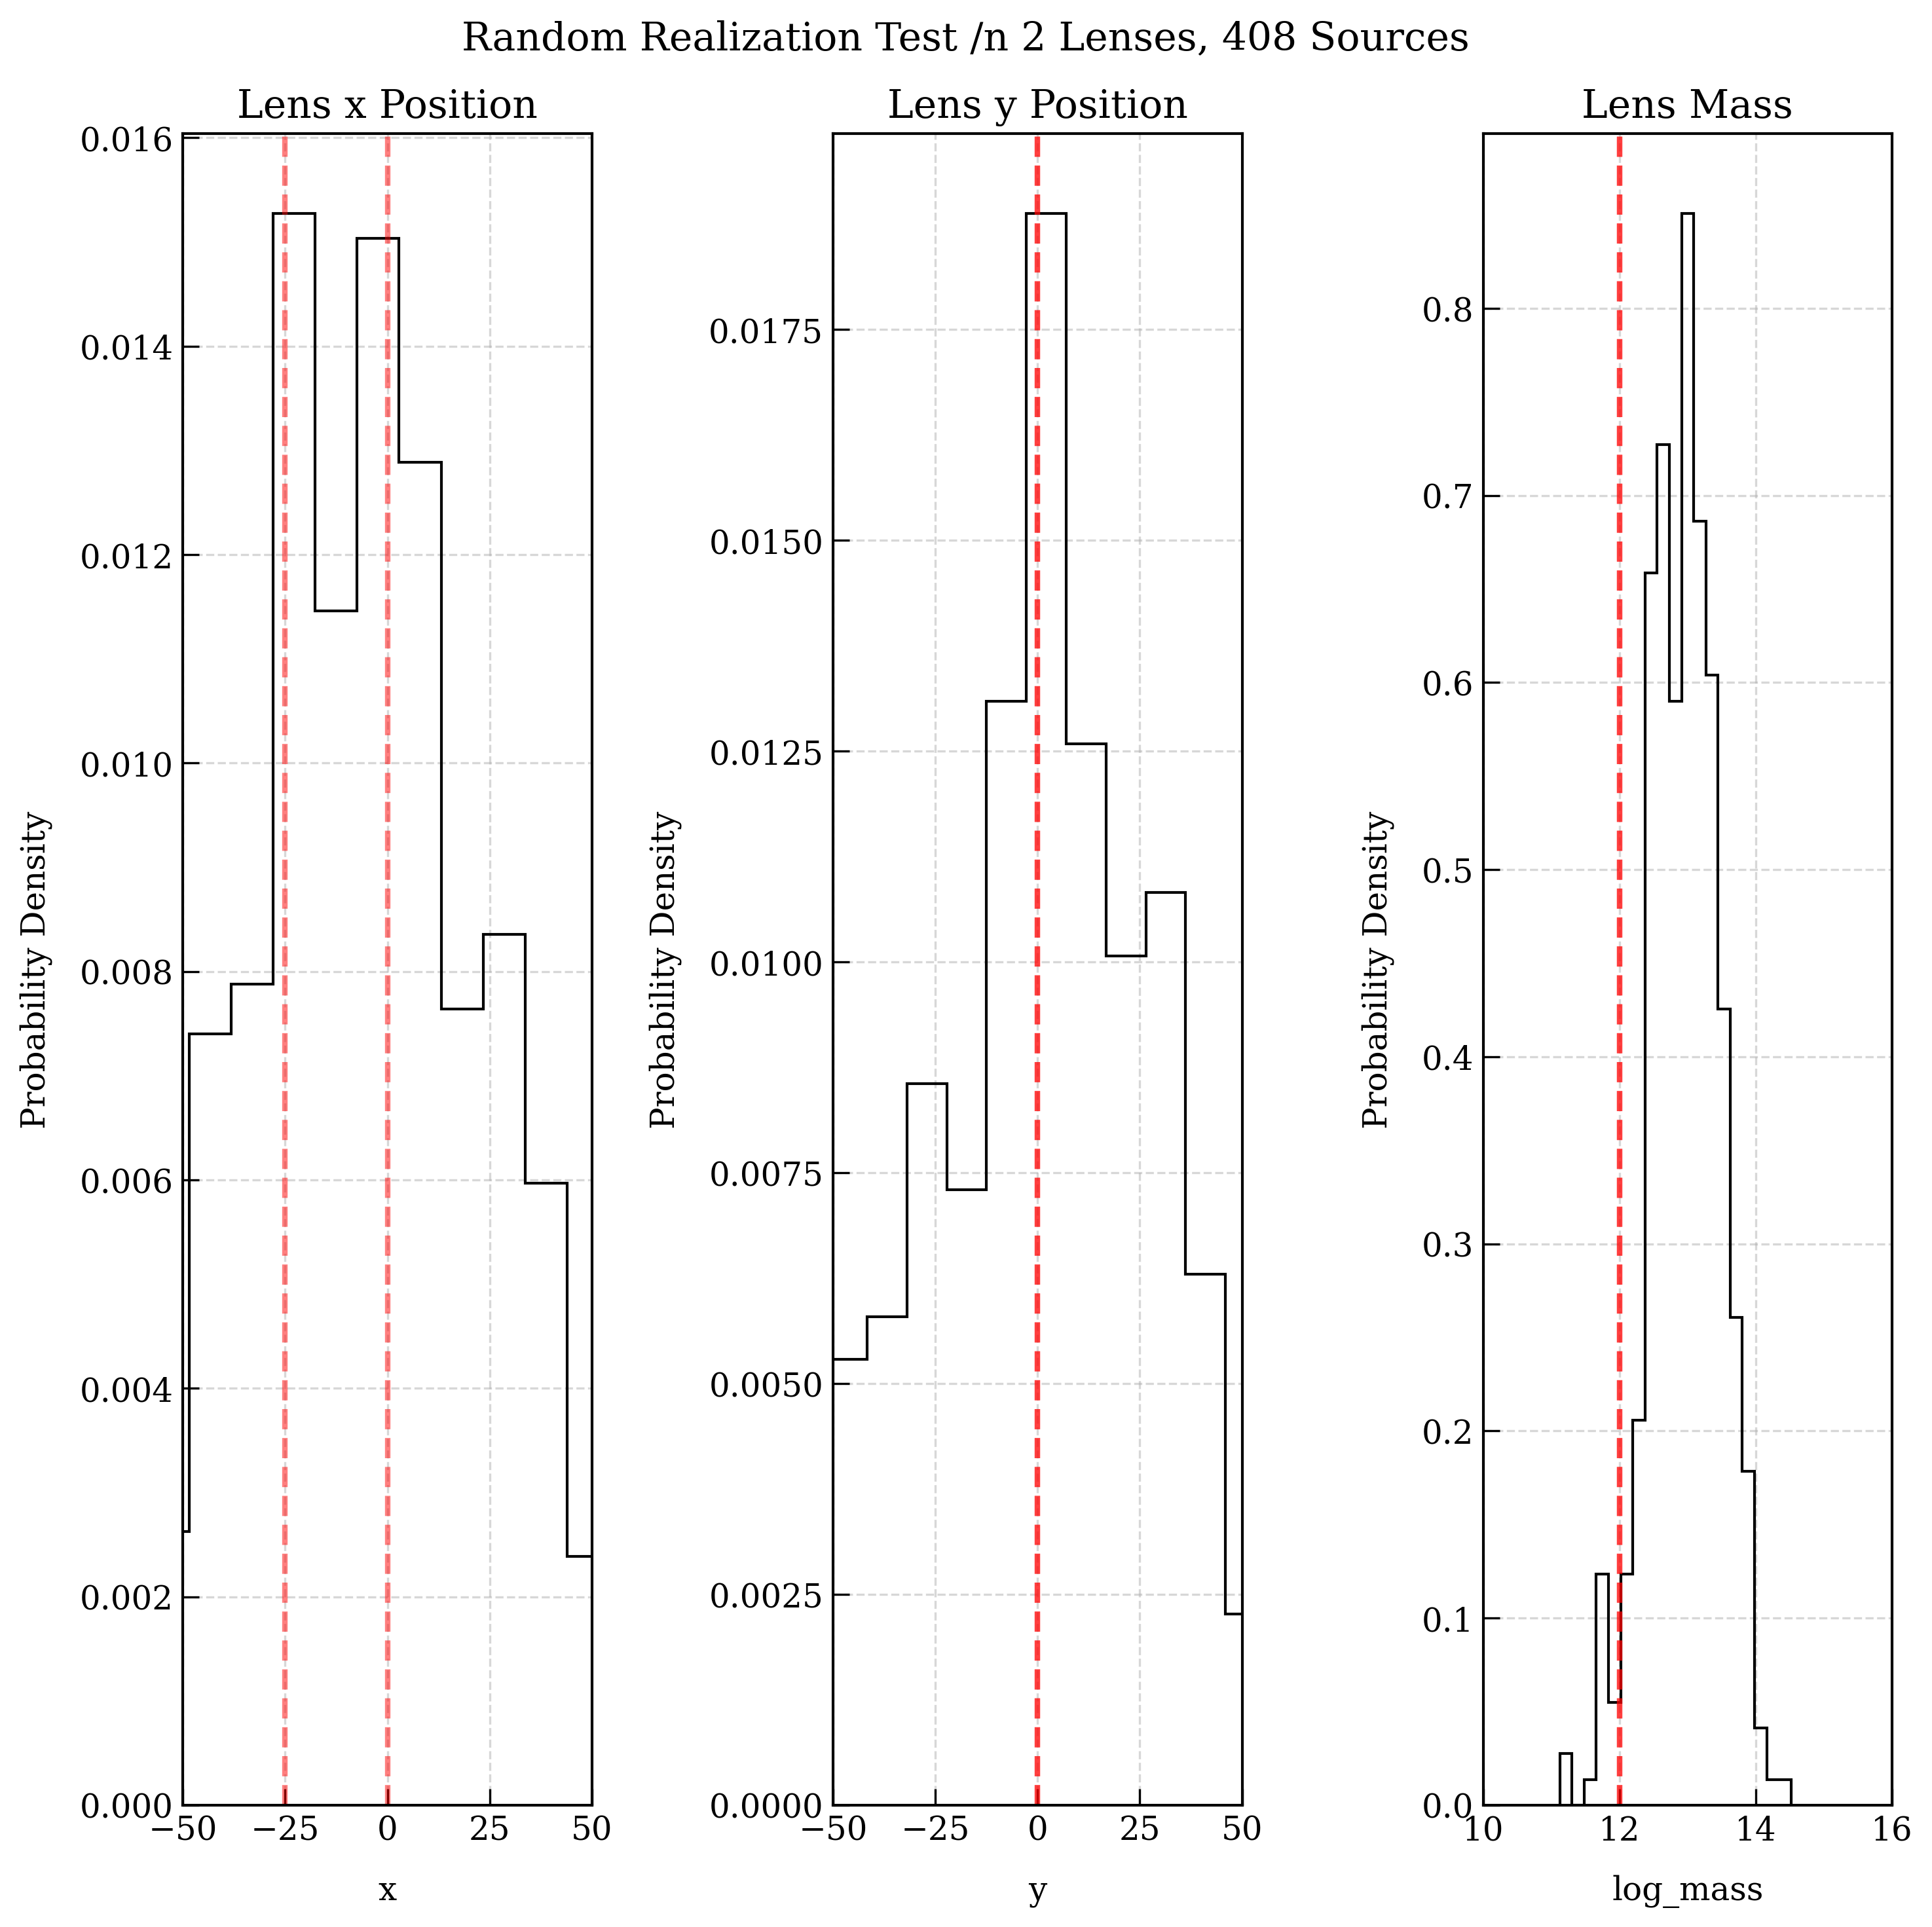 Random Realization Test /n 2 Lenses, 408 Sources
Lens x Position
0.016
0.014
0.012
0.010
0.008
0.006
0.004
0.002
0.000
Probability Density
−50 −25 0 25 50
x
Lens y Position
0.0175
0.0150
0.0125
0.0100
0.0075
0.0050
0.0025
0.0000
Probability Density
−50 −25 0 25 50
y
Lens Mass
0.8
0.7
0.6
0.5
0.4
0.3
0.2
0.1
0.0
Probability Density
10 12 14 16
log_mass